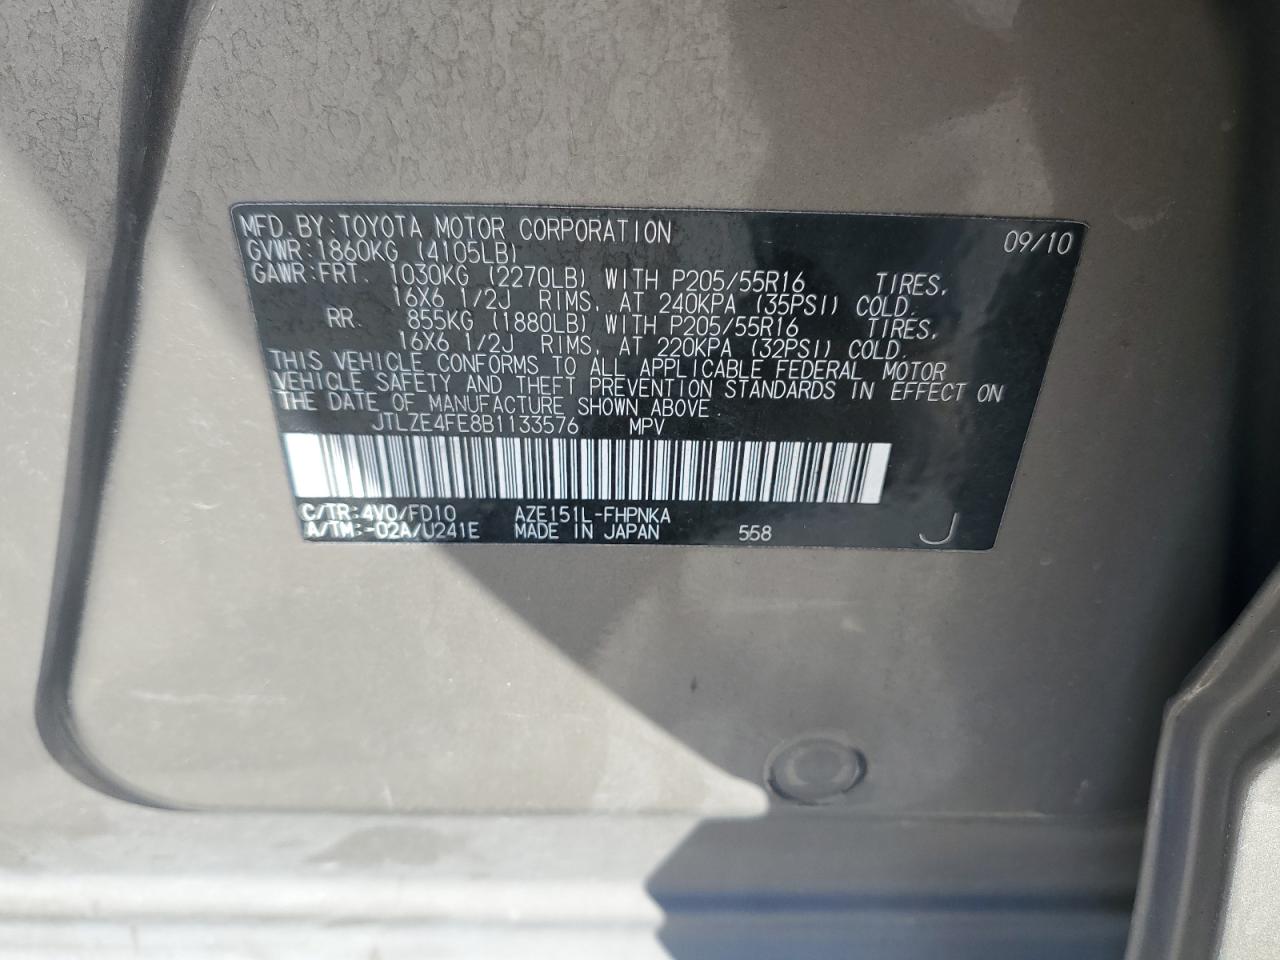 MFD.BY:TOYOTA MOTOR CORPORATION 09/10
GVWR:1860KG (4105LB)
GAWR:FRT. 1030KG (2270LB) WITH P205/55R16 TIRES,
16X6 1/2J RIMS, AT 240KPA (35PSI) COLD.
RR. 855KG (1880LB) WITH P205/55R16 TIRES,
16X6 1/2J RIMS, AT 220KPA (32PSI) COLD.
THIS VEHICLE CONFORMS TO ALL APPLICABLE FEDERAL MOTOR
VEHICLE SAFETY AND THEFT PREVENTION STANDARDS IN EFFECT ON
THE DATE OF MANUFACTURE SHOWN ABOVE.
JTLZE4FE8B1133576 MPV
C/TR:4V0/FD10 AZE151L-FHPNKA
A/TM:-02A/U241E MADE IN JAPAN 558 J